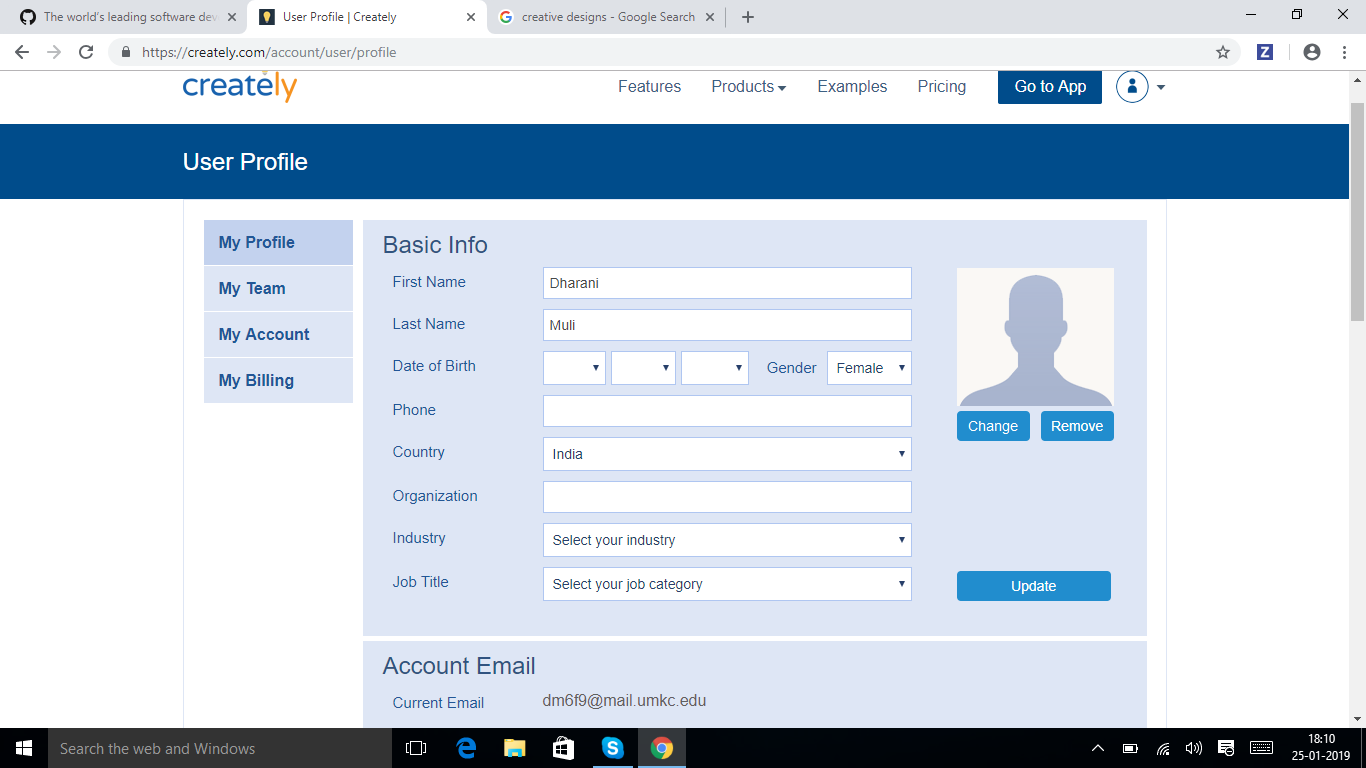 The world's leading software dev
User Profile | Creately
creative designs - Google Search
https://creately.com/account/user/profile
Z
creately
Features
Products
Examples
Pricing
Go to App
User Profile
My Profile
My Team
My Account
My Billing
Basic Info
First Name
Dharani
Last Name
Muli
Date of Birth
Gender
Female
Phone
Country
India
Organization
Industry
Select your industry
Job Title
Select your job category
Change
Remove
Update
Account Email
Current Email
dm6f9@mail.umkc.edu
Search the web and Windows
18:10
25-01-2019